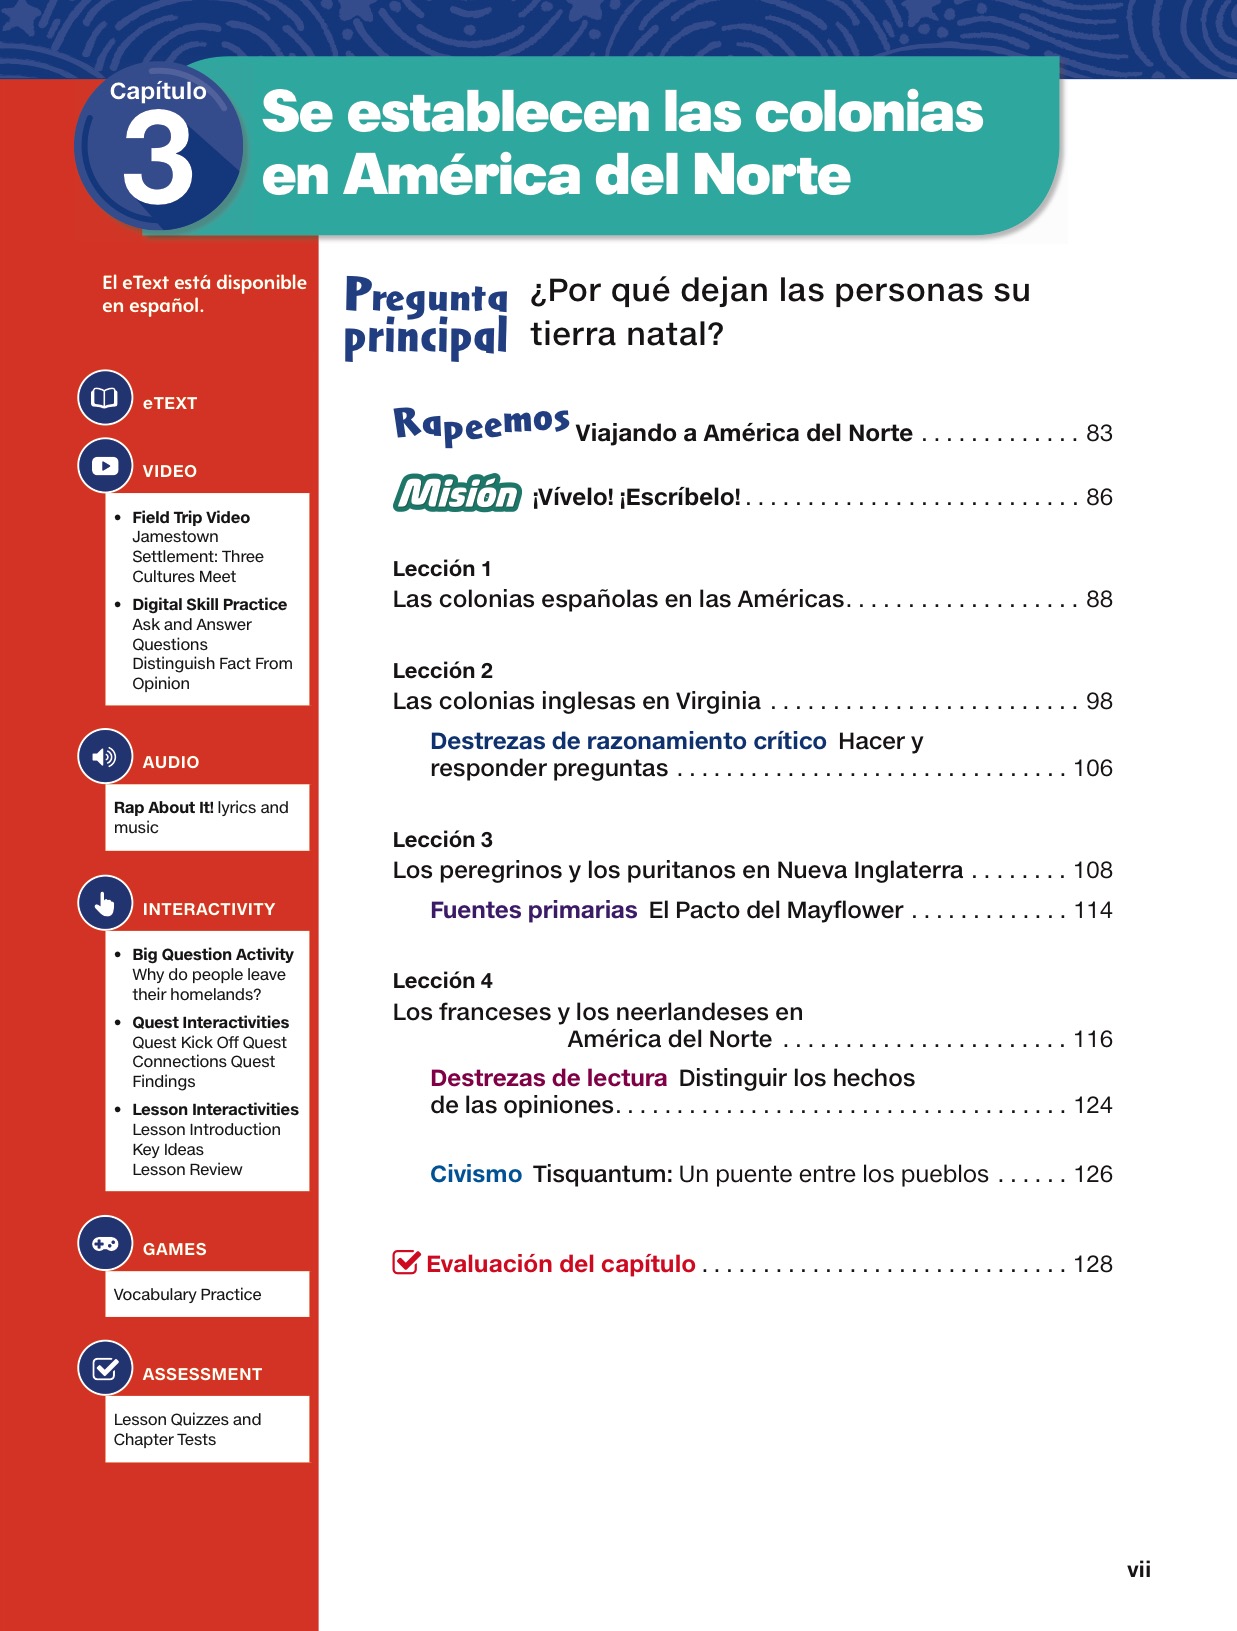 Capítulo
3
Se establecen las colonias
en América del Norte
El eText está disponible
en español.
eTEXT
VIDEO
• Field Trip Video
Jamestown
Settlement: Three
Cultures Meet
• Digital Skill Practice
Ask and Answer
Questions
Distinguish Fact From
Opinion
AUDIO
Rap About It! lyrics and
music
INTERACTIVITY
• Big Question Activity
Why do people leave
their homelands?
• Quest Interactivities
Quest Kick Off Quest
Connections Quest
Findings
• Lesson Interactivities
Lesson Introduction
Key Ideas
Lesson Review
GAMES
Vocabulary Practice
ASSESSMENT
Lesson Quizzes and
Chapter Tests
Pregunta
principal
¿Por qué dejan las personas su
tierra natal?
Rapeemos Viajando a América del Norte . . . . . . . . . . . . . 83
Misión ¡Vívelo! ¡Escríbelo! . . . . . . . . . . . . . . . . . . . . . . . . . . . 86
Lección 1
Las colonias españolas en las Américas. . . . . . . . . . . . . . . . . . . 88
Lección 2
Las colonias inglesas en Virginia . . . . . . . . . . . . . . . . . . . . . . . . . 98
Destrezas de razonamiento crítico Hacer y
responder preguntas . . . . . . . . . . . . . . . . . . . . . . . . . . . . . . . . 106
Lección 3
Los peregrinos y los puritanos en Nueva Inglaterra . . . . . . . . 108
Fuentes primarias El Pacto del Mayflower . . . . . . . . . . . . . 114
Lección 4
Los franceses y los neerlandeses en
América del Norte . . . . . . . . . . . . . . . . . . . . . . . 116
Destrezas de lectura Distinguir los hechos
de las opiniones. . . . . . . . . . . . . . . . . . . . . . . . . . . . . . . . . . . . . 124
Civismo Tisquantum: Un puente entre los pueblos . . . . . . 126
Evaluación del capítulo . . . . . . . . . . . . . . . . . . . . . . . . . . . . . . 128
vii